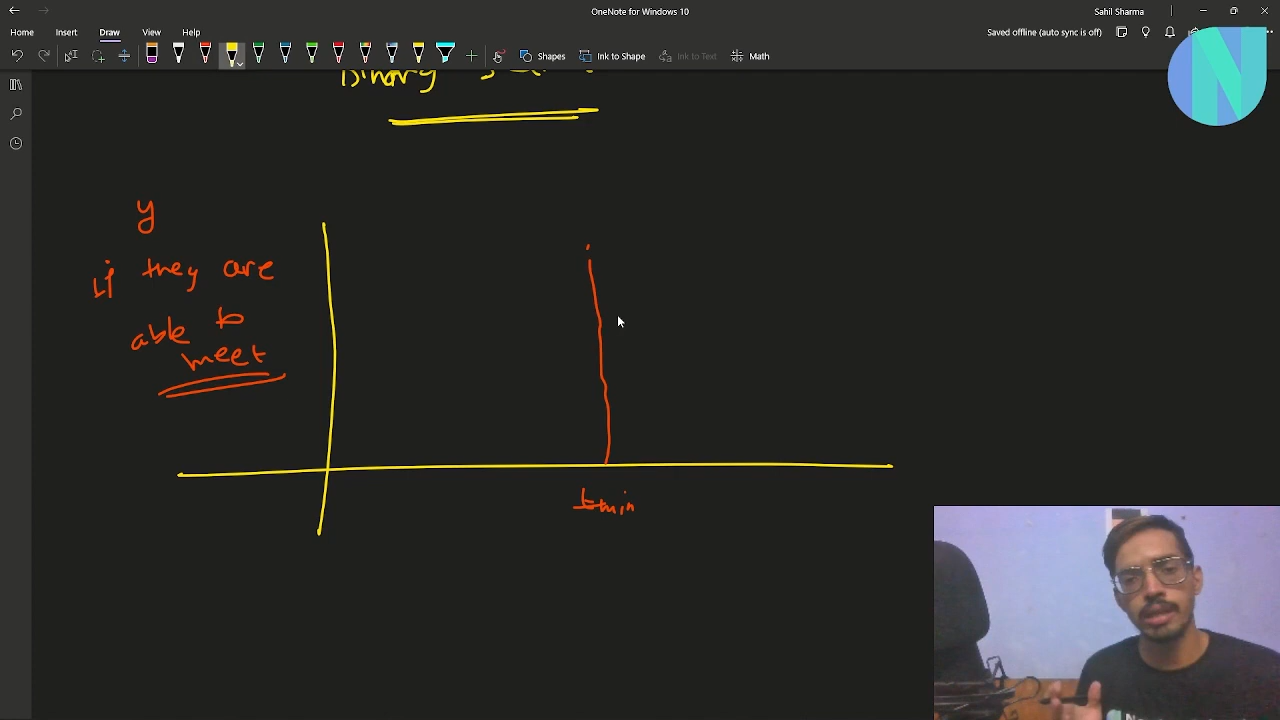 OneNote for Windows 10
Sahil Sharma
Home Insert Draw View Help
Saved offline (auto sync is off)
Shapes
Ink to Shape
Ink to Text
Math
Binary
y
if they are
able to
meet
tmin